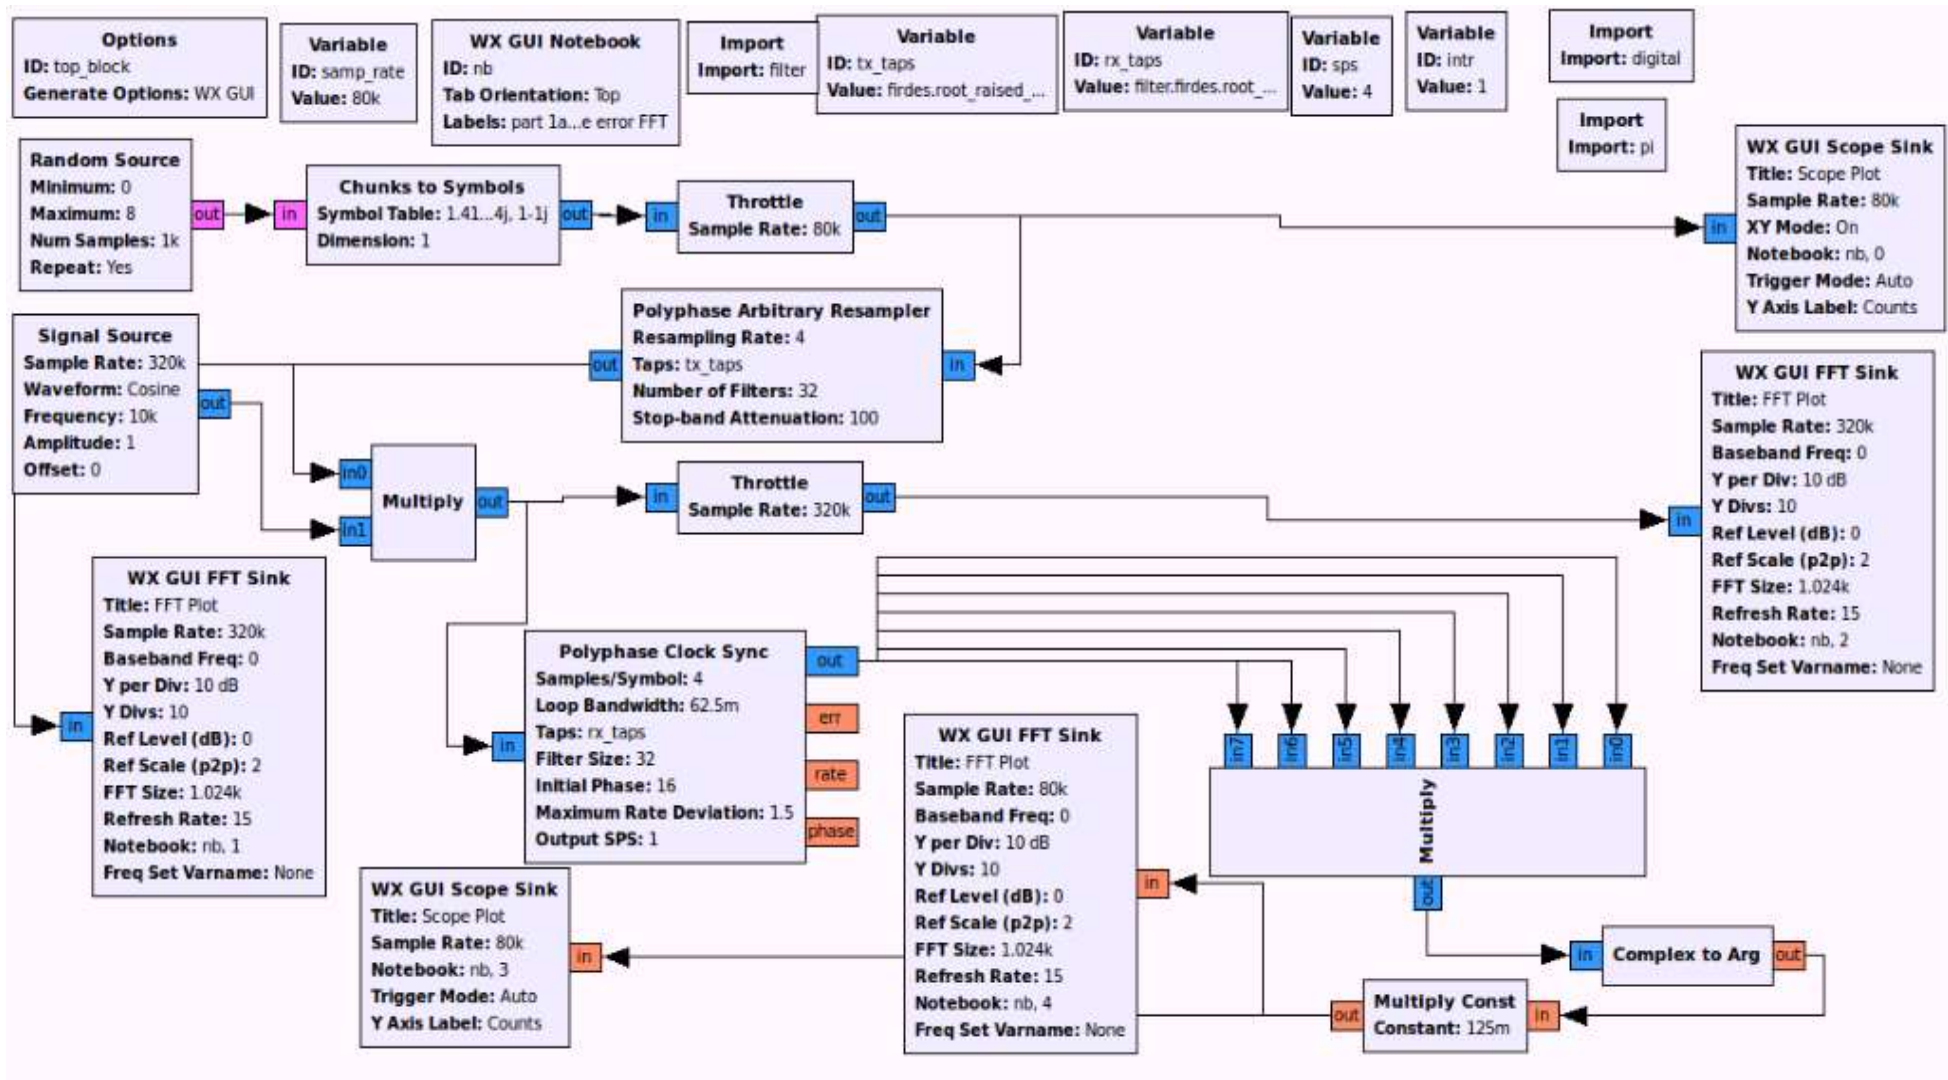 Options
ID: top_block
Generate Options: WX GUI
Variable
ID: samp_rate
Value: 80k
WX GUI Notebook
ID: nb
Tab Orientation: Top
Labels: part 1a...e error FFT
Import
Import: filter
Variable
ID: tx_taps
Value: firdes.root_raised_...
Variable
ID: rx_taps
Value: filter.firdes.root_...
Variable
ID: sps
Value: 4
Variable
ID: intr
Value: 1
Import
Import: digital
Import
Import: pi
Random Source
Minimum: 0
Maximum: 8
Num Samples: 1k
Repeat: Yes
out
in
Chunks to Symbols
Symbol Table: 1.41...4j, 1-1j
Dimension: 1
out
in
Throttle
Sample Rate: 80k
out
in
WX GUI Scope Sink
Title: Scope Plot
Sample Rate: 80k
XY Mode: On
Notebook: nb, 0
Trigger Mode: Auto
Y Axis Label: Counts
Signal Source
Sample Rate: 320k
Waveform: Cosine
Frequency: 10k
Amplitude: 1
Offset: 0
out
out
Polyphase Arbitrary Resampler
Resampling Rate: 4
Taps: tx_taps
Number of Filters: 32
Stop-band Attenuation: 100
in
in0
in1
Multiply
out
in
Throttle
Sample Rate: 320k
out
in
WX GUI FFT Sink
Title: FFT Plot
Sample Rate: 320k
Baseband Freq: 0
Y per Div: 10 dB
Y Divs: 10
Ref Level (dB): 0
Ref Scale (p2p): 2
FFT Size: 1.024k
Refresh Rate: 15
Notebook: nb, 2
Freq Set Varname: None
in
WX GUI FFT Sink
Title: FFT Plot
Sample Rate: 320k
Baseband Freq: 0
Y per Div: 10 dB
Y Divs: 10
Ref Level (dB): 0
Ref Scale (p2p): 2
FFT Size: 1.024k
Refresh Rate: 15
Notebook: nb, 1
Freq Set Varname: None
in
Polyphase Clock Sync
Samples/Symbol: 4
Loop Bandwidth: 62.5m
Taps: rx_taps
Filter Size: 32
Initial Phase: 16
Maximum Rate Deviation: 1.5
Output SPS: 1
out
err
rate
phase
in7
in6
in5
in4
in3
in2
in1
in0
Multiply
out
WX GUI FFT Sink
Title: FFT Plot
Sample Rate: 80k
Baseband Freq: 0
Y per Div: 10 dB
Y Divs: 10
Ref Level (dB): 0
Ref Scale (p2p): 2
FFT Size: 1.024k
Refresh Rate: 15
Notebook: nb, 4
Freq Set Varname: None
in
WX GUI Scope Sink
Title: Scope Plot
Sample Rate: 80k
Notebook: nb, 3
Trigger Mode: Auto
Y Axis Label: Counts
in
in
Complex to Arg
out
out
Multiply Const
Constant: 125m
in